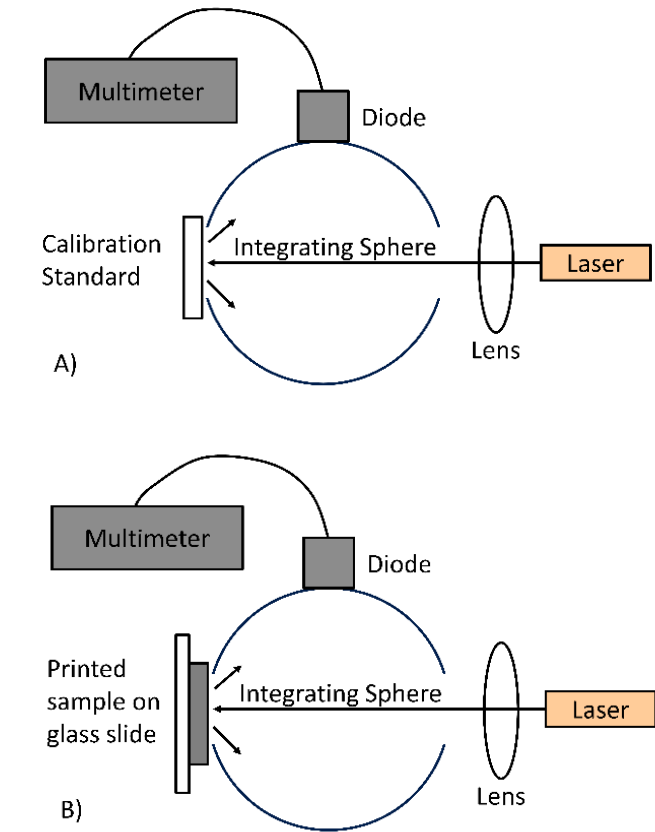 Multimeter
Diode
Calibration
Standard
Integrating Sphere
Laser
Lens
A)
Multimeter
Diode
Printed
sample on
glass slide
Integrating Sphere
Laser
Lens
B)